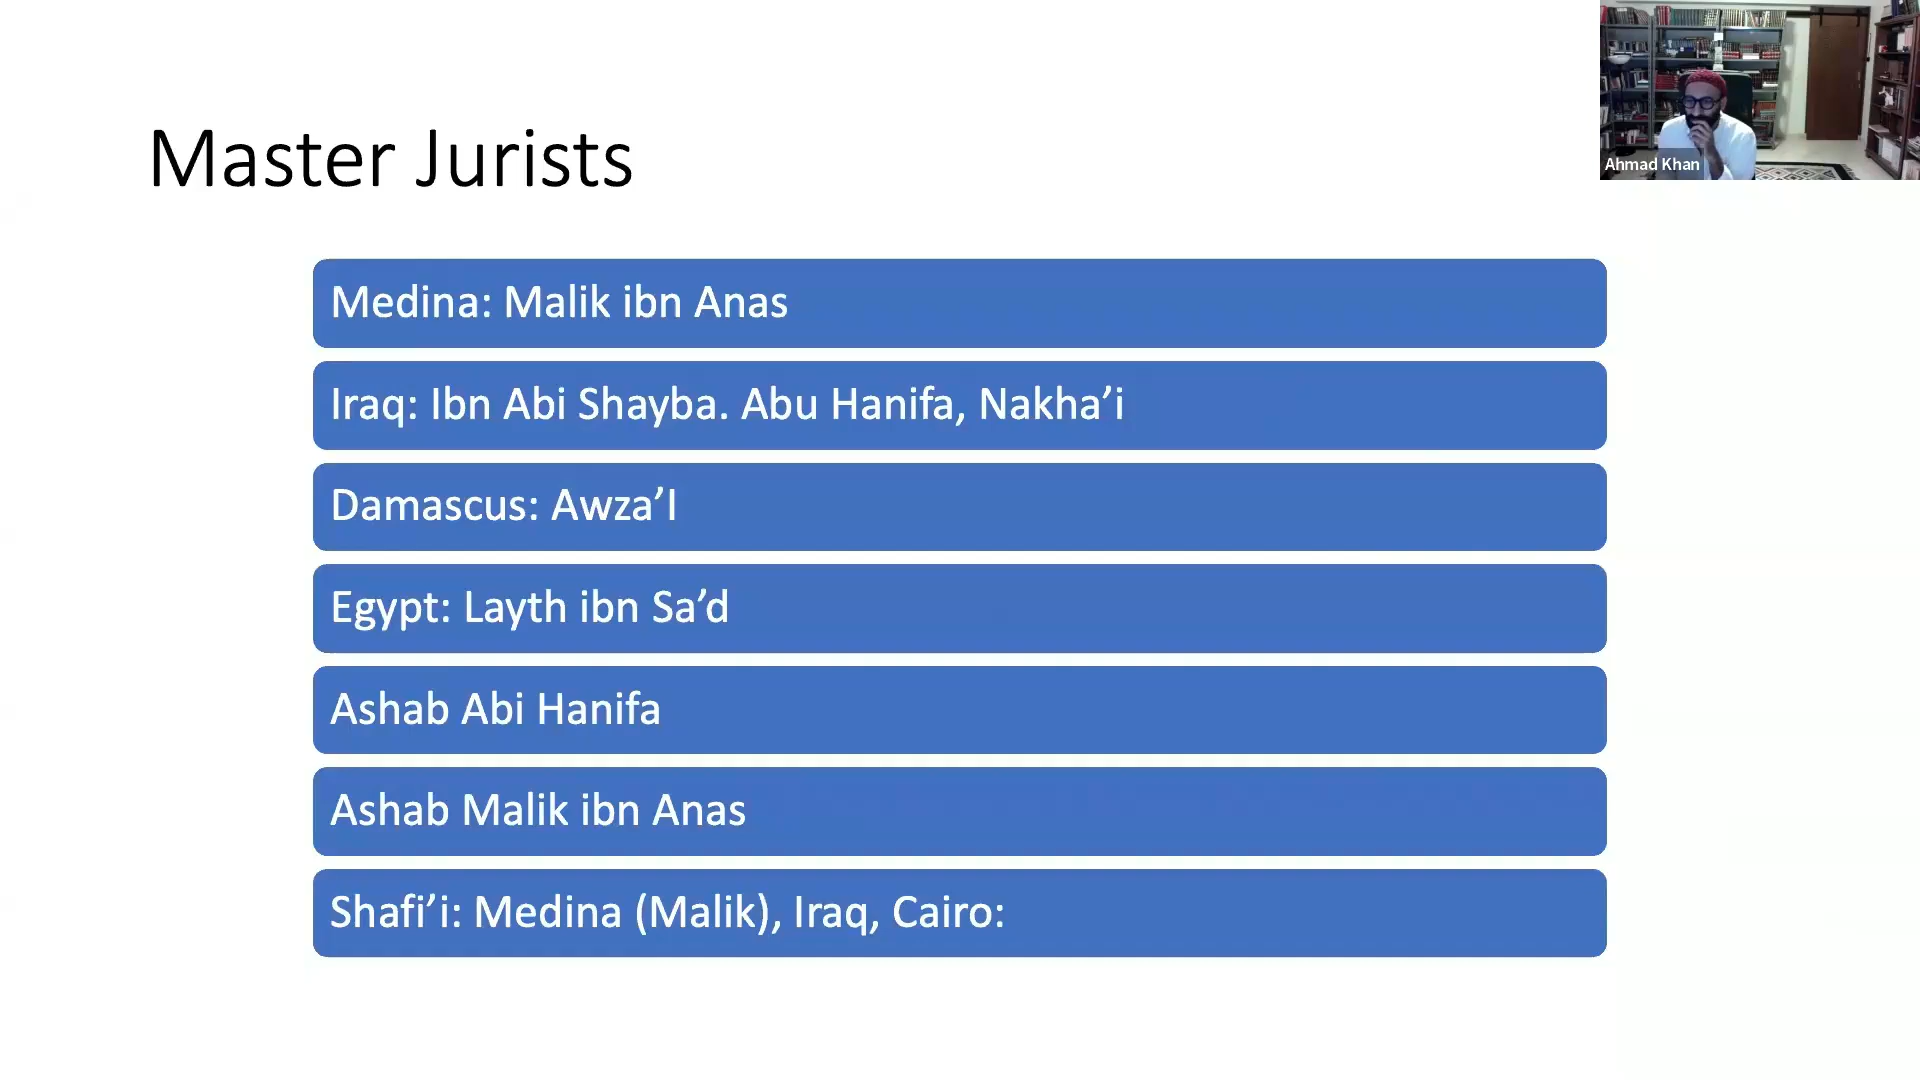 Master Jurists
Ahmad Khan
Medina: Malik ibn Anas
Iraq: Ibn Abi Shayba. Abu Hanifa, Nakha’i
Damascus: Awza’I
Egypt: Layth ibn Sa’d
Ashab Abi Hanifa
Ashab Malik ibn Anas
Shafi’i: Medina (Malik), Iraq, Cairo: